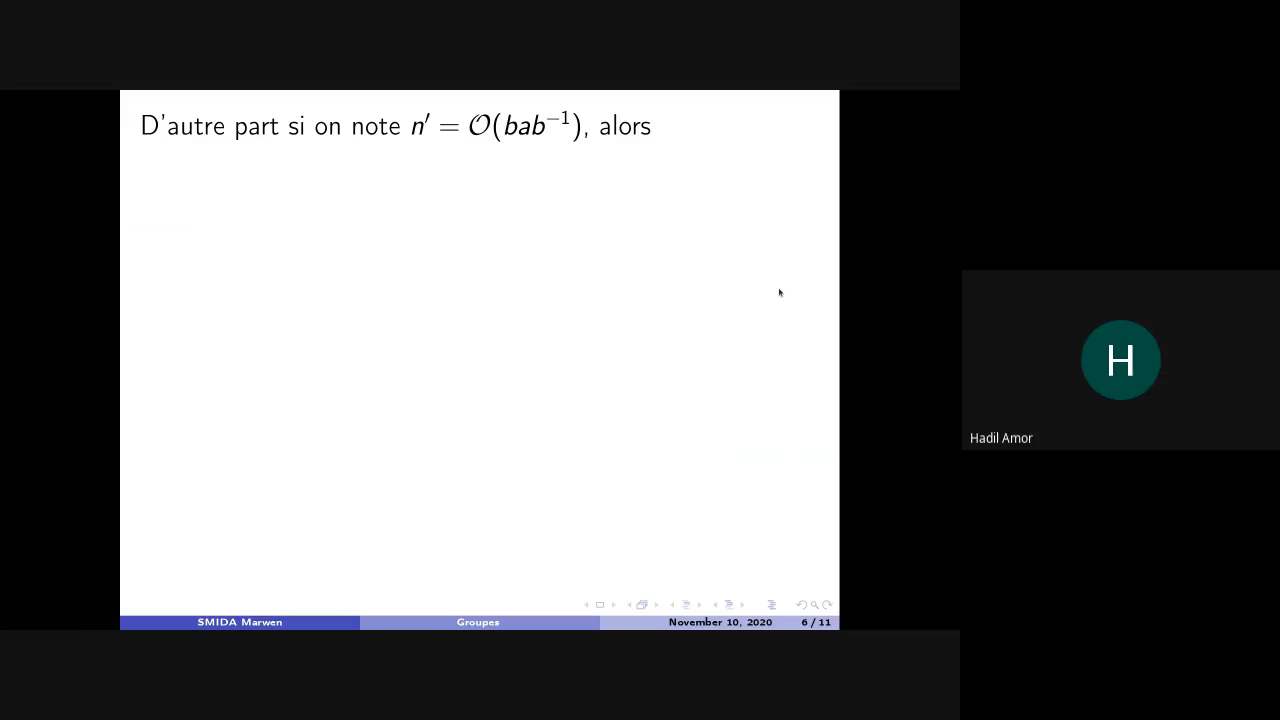 D'autre part si on note n′ = 𝒪(bab⁻¹), alors
H
Hadil Amor
SMIDA Marwen Groupes November 10, 2020 6 / 11